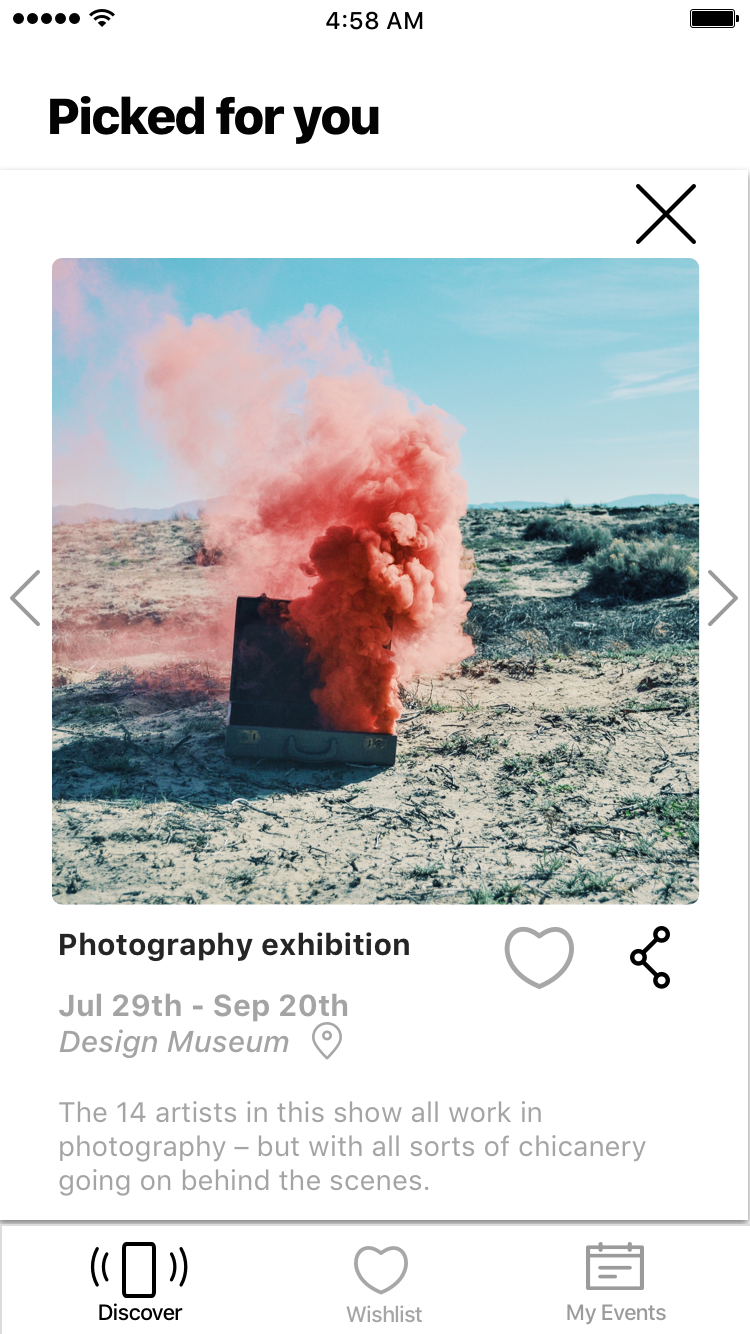 4:58 AM
Picked for you
Photography exhibition
Jul 29th - Sep 20th
Design Museum
The 14 artists in this show all work in
photography – but with all sorts of chicanery
going on behind the scenes.
Discover
Wishlist
My Events